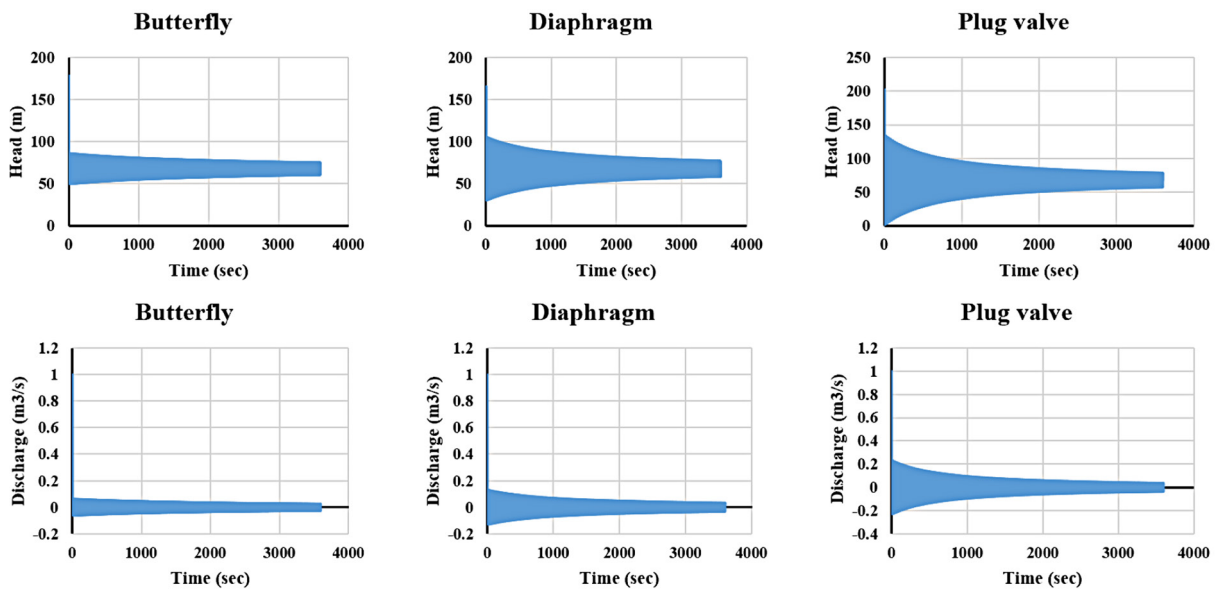 Butterfly
Head (m)
200
150
100
50
0
0 1000 2000 3000 4000
Time (sec)
Diaphragm
Head (m)
200
150
100
50
0
0 1000 2000 3000 4000
Time (sec)
Plug valve
Head (m)
250
200
150
100
50
0
0 1000 2000 3000 4000
Time (sec)
Butterfly
Discharge (m3/s)
1.2
1
0.8
0.6
0.4
0.2
0
-0.2
0 1000 2000 3000 4000
Time (sec)
Diaphragm
Discharge (m3/s)
1.2
1
0.8
0.6
0.4
0.2
0
-0.2
0 1000 2000 3000 4000
Time (sec)
Plug valve
Discharge (m3/s)
1.2
1
0.8
0.6
0.4
0.2
0
-0.2
-0.4
0 1000 2000 3000 4000
Time (sec)